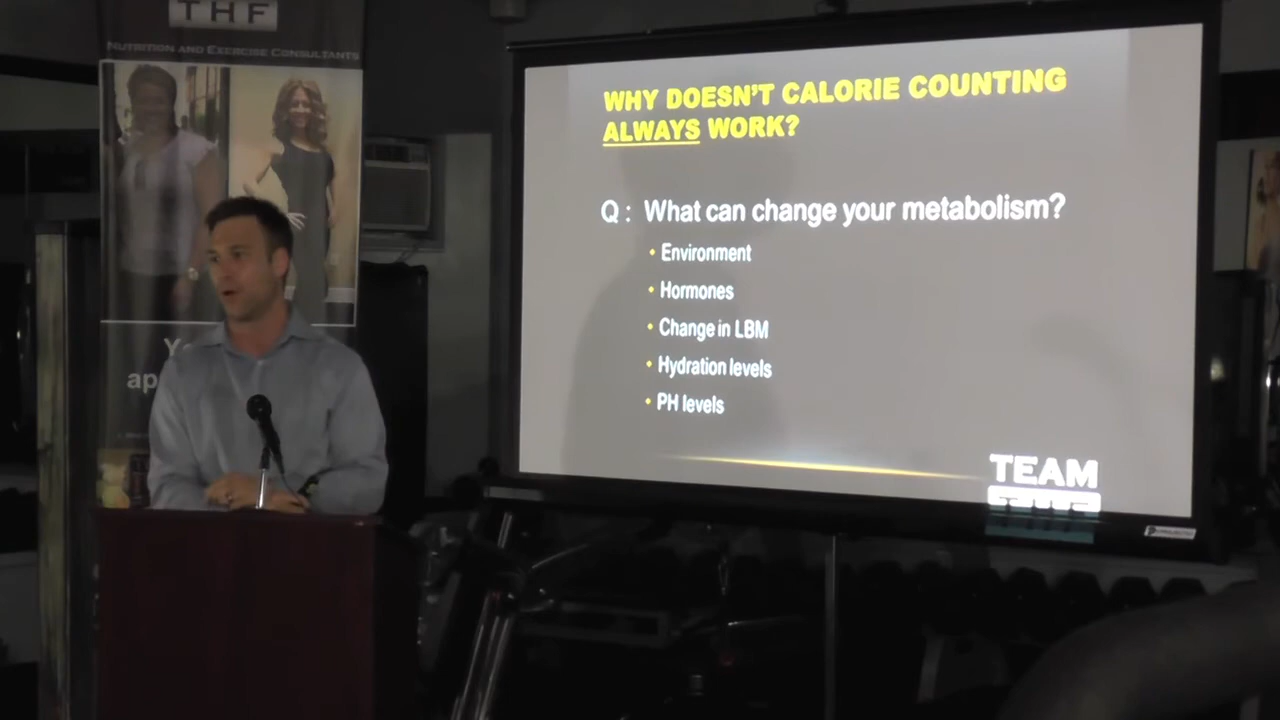 THF
NUTRITION AND EXERCISE CONSULTANTS
WHY DOESN'T CALORIE COUNTING
ALWAYS WORK?
Q : What can change your metabolism?
• Environment
• Hormones
• Change in LBM
• Hydration levels
• PH levels
TEAM